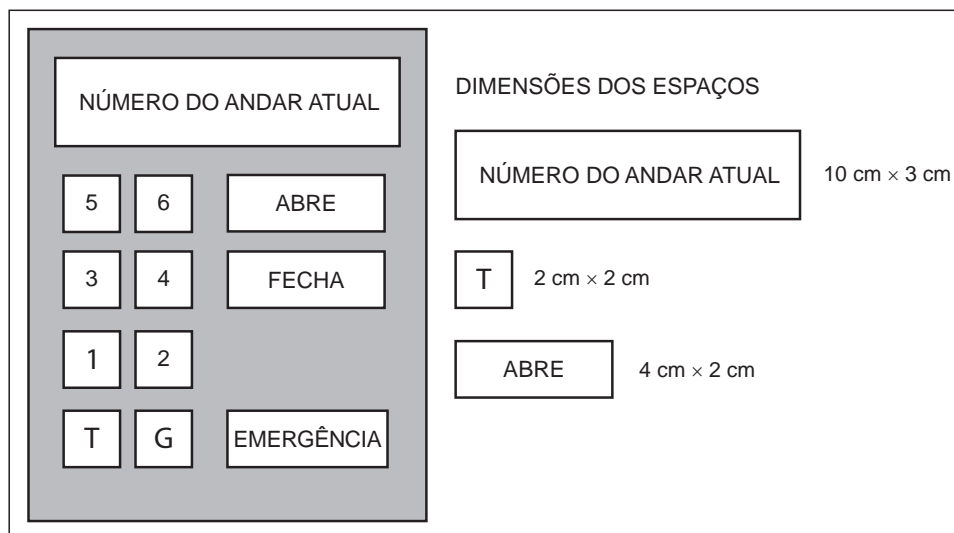 NÚMERO DO ANDAR ATUAL
5 6 ABRE
3 4 FECHA
1 2
T G EMERGÊNCIA
DIMENSÕES DOS ESPAÇOS
NÚMERO DO ANDAR ATUAL 10 cm × 3 cm
T 2 cm × 2 cm
ABRE 4 cm × 2 cm